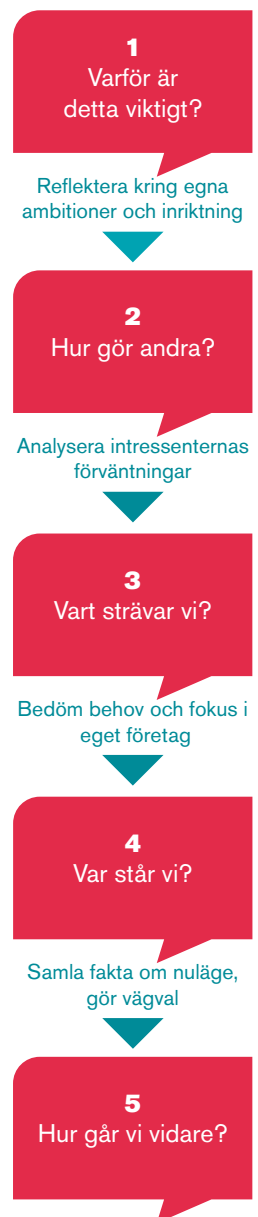 1
Varför är
detta viktigt?
Reflektera kring egna
ambitioner och inriktning
2
Hur gör andra?
Analysera intressenternas
förväntningar
3
Vart strävar vi?
Bedöm behov och fokus i
eget företag
4
Var står vi?
Samla fakta om nuläge,
gör vägval
5
Hur går vi vidare?